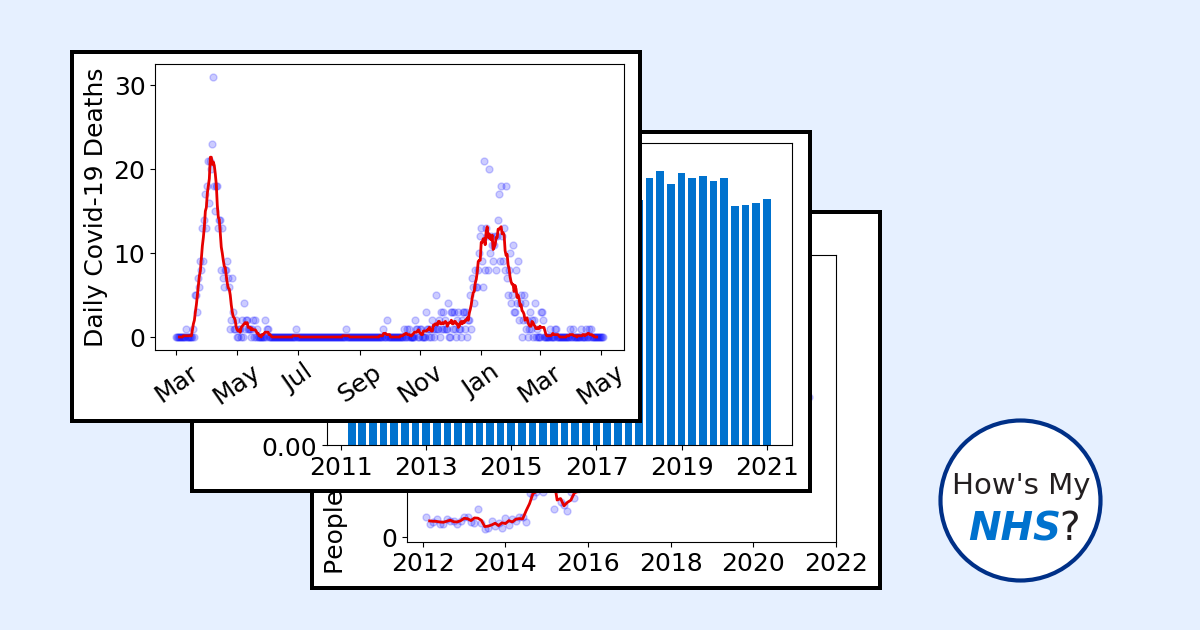 Daily Covid-19 Deaths
30
20
10
0
Mar May Jul Sep Nov Jan Mar May
0.00
2011 2013 2015 2017 2019 2021
People
0
2012 2014 2016 2018 2020 2022
How's My
NHS?